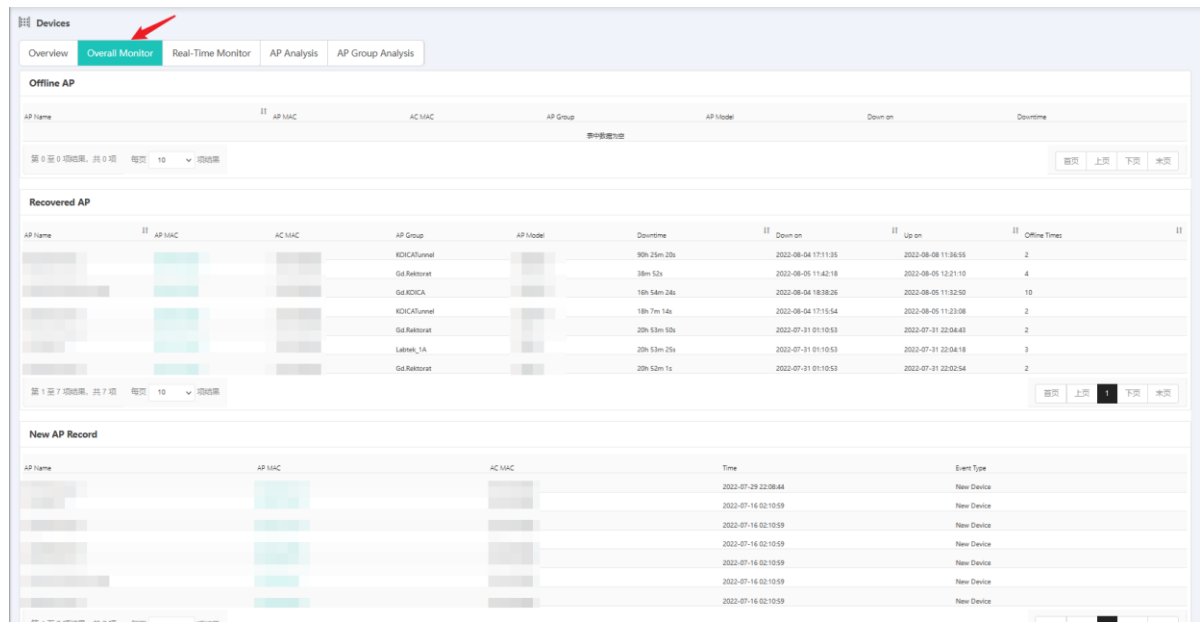 Devices
Overview Overall Monitor Real-Time Monitor AP Analysis AP Group Analysis
Offline AP
AP Name AP MAC AC MAC AP Group AP Model Down on Downtime
表中数据为空
第 0 至 0 项结果，共 0 项 每页 10 项结果 首页 上页 下页 末页
Recovered AP
AP Name AP MAC AC MAC AP Group AP Model Downtime Down on Up on Offline Times
KOICATunnel 90h 25m 20s 2022-08-04 17:11:35 2022-08-08 11:36:55 2
Gd.Rektorat 38m 52s 2022-08-05 11:42:18 2022-08-05 12:21:10 4
Gd.KOICA 16h 54m 24s 2022-08-04 18:38:26 2022-08-05 11:32:50 10
KOICATunnel 18h 7m 14s 2022-08-04 17:15:54 2022-08-05 11:23:08 2
Gd.Rektorat 20h 53m 50s 2022-07-31 01:10:53 2022-07-31 22:04:43 2
Labtek_1A 20h 53m 25s 2022-07-31 01:10:53 2022-07-31 22:04:18 3
Gd.Rektorat 20h 52m 1s 2022-07-31 01:10:53 2022-07-31 22:02:54 2
第 1 至 7 项结果，共 7 项 每页 10 项结果 首页 上页 1 下页 末页
New AP Record
AP Name AP MAC AC MAC Time Event Type
2022-07-29 22:08:44 New Device
2022-07-16 02:10:59 New Device
2022-07-16 02:10:59 New Device
2022-07-16 02:10:59 New Device
2022-07-16 02:10:59 New Device
2022-07-16 02:10:59 New Device
2022-07-16 02:10:59 New Device